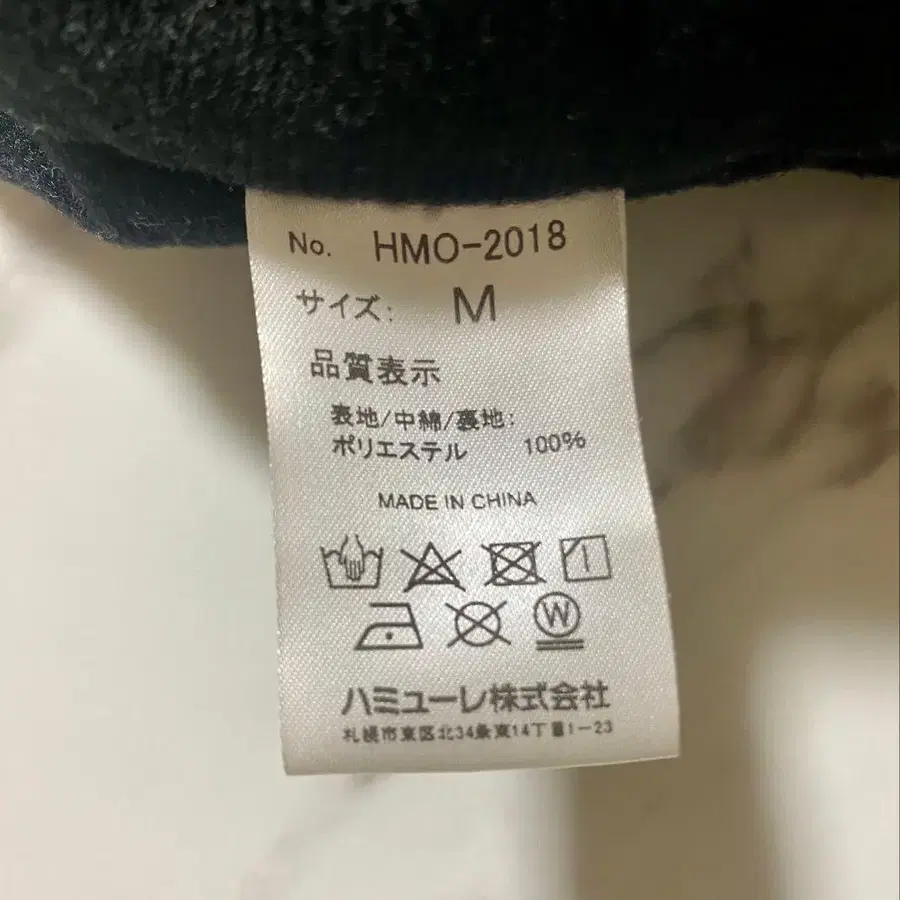 No. HMO-2018
サイズ: M
品質表示
表地/中綿/裏地:
ポリエステル 100%
MADE IN CHINA
W
ハミューレ株式会社
札幌市東区北34条東14丁目1-23